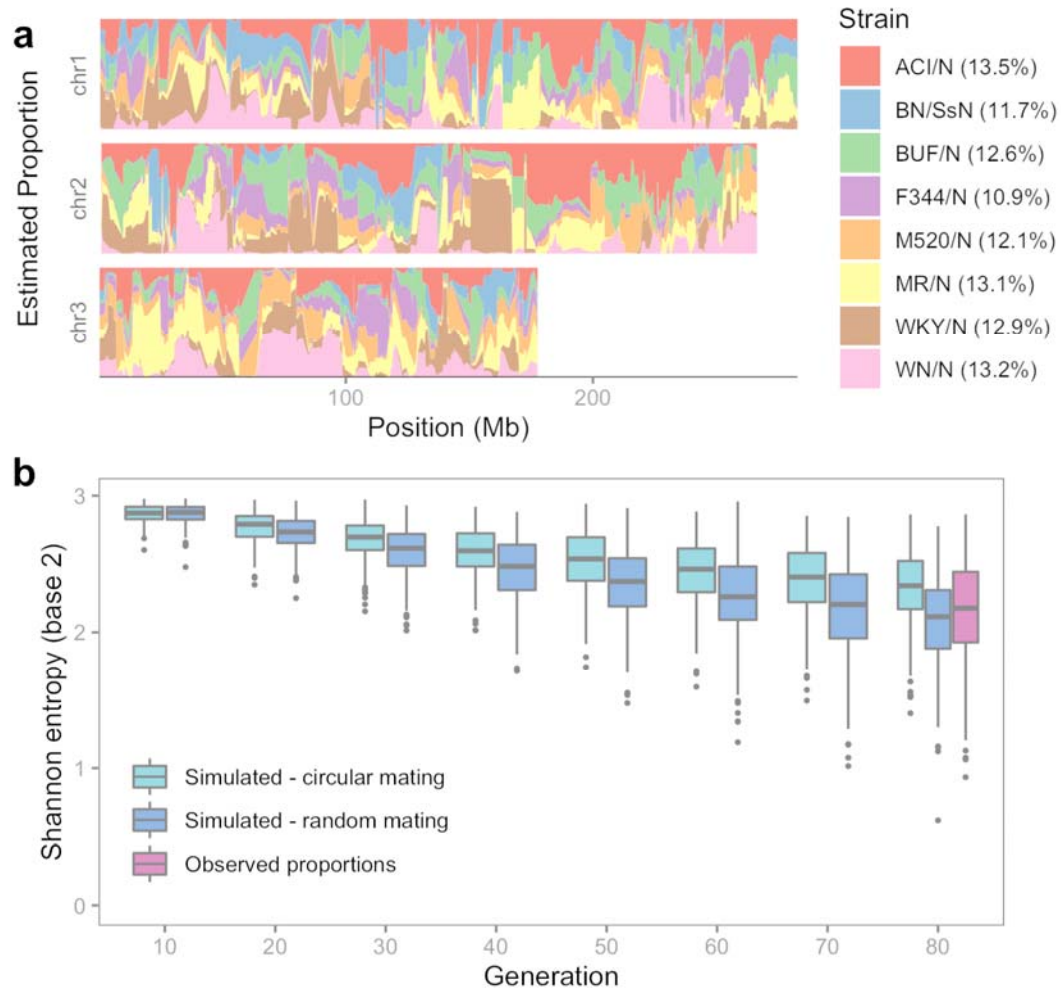 a
Estimated Proportion
chr1
chr2
chr3
100
200
Position (Mb)
Strain
ACI/N (13.5%)
BN/SsN (11.7%)
BUF/N (12.6%)
F344/N (10.9%)
M520/N (12.1%)
MR/N (13.1%)
WKY/N (12.9%)
WN/N (13.2%)
b
Shannon entropy (base 2)
3
2
1
0
Simulated - circular mating
Simulated - random mating
Observed proportions
10
20
30
40
50
60
70
80
Generation